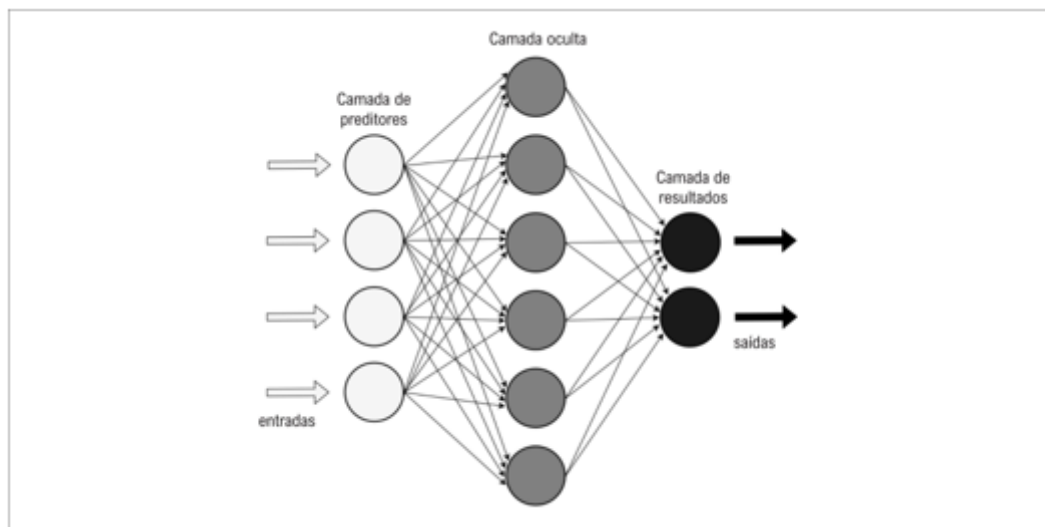 Camada oculta
Camada de
preditores
Camada de
resultados
saídas
entradas